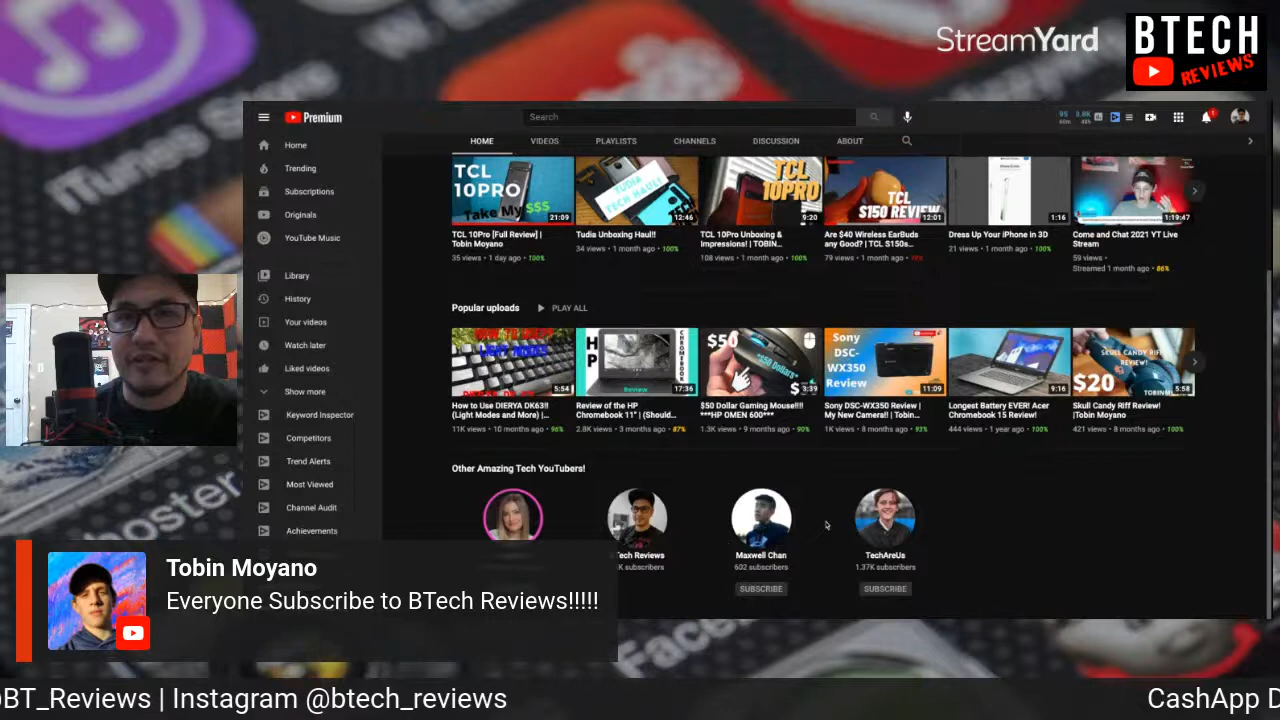 StreamYard
BTECH
REVIEWS
Premium
Search
HOME
VIDEOS
PLAYLISTS
CHANNELS
DISCUSSION
ABOUT
Home
Trending
Subscriptions
Originals
YouTube Music
Library
History
Your videos
Watch later
Liked videos
Show more
Keyword Inspector
Competitors
Trend Alerts
Most Viewed
Channel Audit
Achievements
TCL
10PRO
Take My $$$
21:09
TCL 10Pro [Full Review] |
Tobin Moyano
35 views • 1 day ago • 100%
TUDIA
TECH HAUL!
12:46
Tudia Unboxing Haul!!
34 views • 1 month ago • 100%
TCL
10PRO
9:20
TCL 10Pro Unboxing &
Impressions! | TOBIN...
108 views • 1 month ago • 100%
TCL
$150 REVIEW
12:01
Are $40 Wireless EarBuds
any Good? | TCL S150s...
79 views • 1 month ago
1:16
Dress Up Your iPhone in 3D
21 views • 1 month ago • 100%
1:19:47
Come and Chat 2021 YT Live
Stream
59 views •
Streamed 1 month ago • 86%
Popular uploads
PLAY ALL
5:54
How to Use DIERYA DK63!!
(Light Modes and More) |...
11K views • 10 months ago • 96%
HP
CHROMEBOOK
Review
17:36
Review of the HP
Chromebook 11" | (Should...
2.8K views • 3 months ago • 87%
$50
*50 Dollars*
3:39
$50 Dollar Gaming Mouse!!!!
***HP OMEN 600***
1.3K views • 9 months ago • 90%
Sony
DSC-
WX350
Review
11:09
Sony DSC-WX350 Review |
My New Camera!! | Tobin...
1K views • 8 months ago • 93%
9:16
Longest Battery EVER! Acer
Chromebook 15 Review!
444 views • 1 year ago • 100%
SKULL CANDY RIFF
REVIEW!
$20
5:58
Skull Candy Riff Review!
|Tobin Moyano
421 views • 8 months ago • 100%
Other Amazing Tech YouTubers!
Tech Reviews
K subscribers
Maxwell Chan
602 subscribers
SUBSCRIBE
TechAreUs
1.37K subscribers
SUBSCRIBE
oster
Face
Tobin Moyano
Everyone Subscribe to BTech Reviews!!!!!
BT_Reviews | Instagram @btech_reviews
CashApp